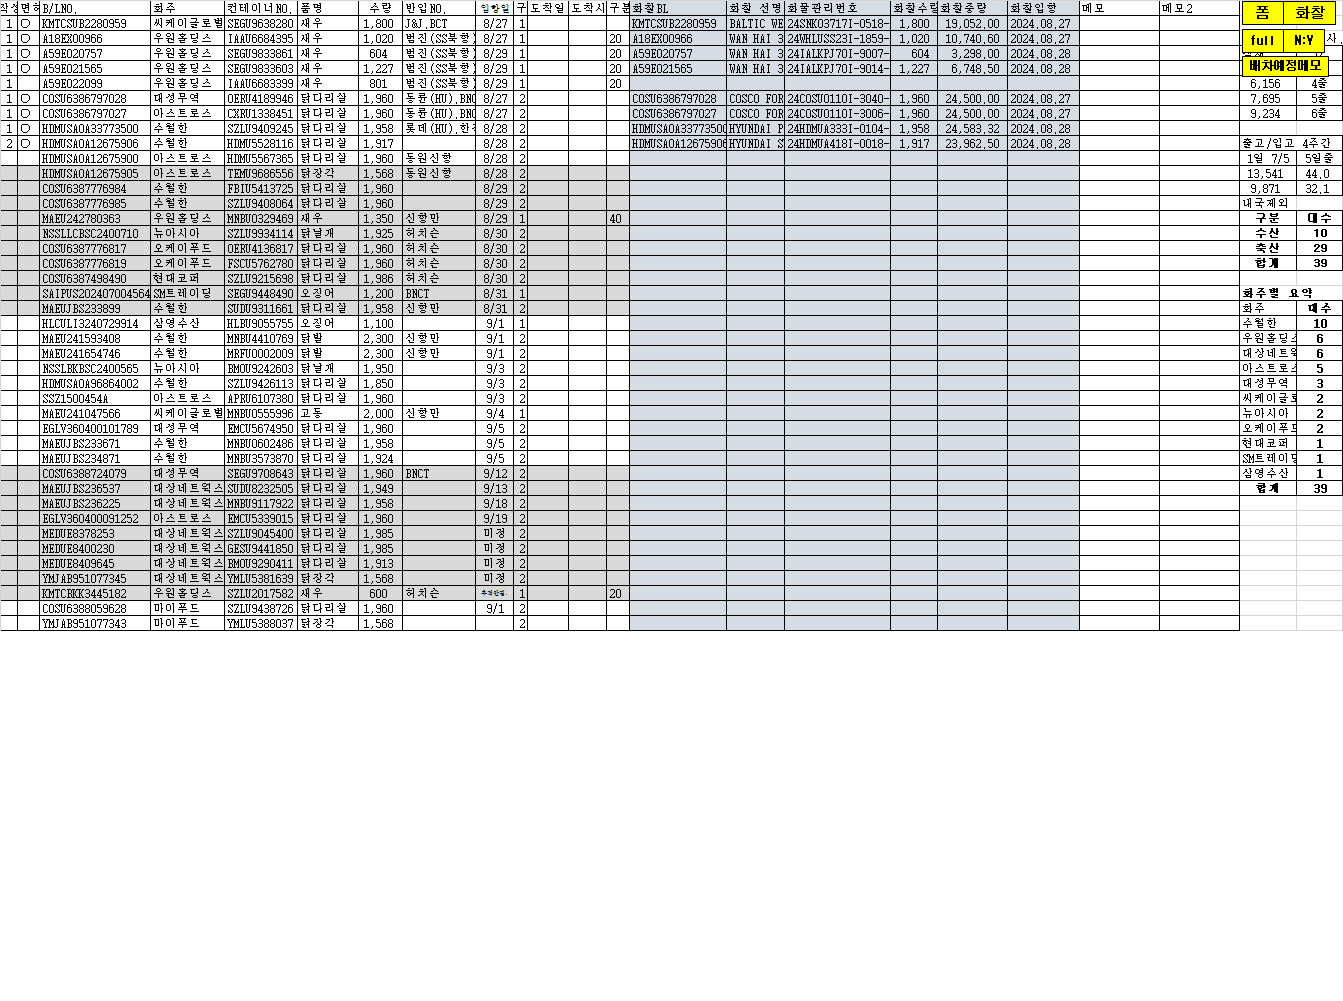 작성 면허 B/LNO. 화주 컨테이너NO. 품명 수량 반입NO. 입항일 구 도착일 도착시 구분 화찰BL 화찰 선명 화물관리번호 화찰수량 화찰중량 화찰입항 메모 메모2 폼 화찰
1 ○ KMTCSUB2280959 씨케이글로벌 SEGU9638280 새우 1,800 J&J.BCT 8/27 1 KMTCSUB2280959 BALTIC WE 24SNKO3717I-0518- 1,800 19,052.00 2024.08.27
1 ○ A18EX00966 우원홀딩스 IAAU6684395 새우 1,020 범진(SS북항) 8/27 1 20 A18EX00966 WAN HAI 3 24WHLUSS23I-1859- 1,020 10,740.60 2024.08.27 full N:Y 사.
1 ○ A59E020757 우원홀딩스 SEGU9833861 새우 604 범진(SS북항) 8/29 1 20 A59E020757 WAN HAI 3 24IALKPJ70I-9007- 604 3,298.00 2024.08.28
1 ○ A59E021565 우원홀딩스 SEGU9833603 새우 1,227 범진(SS북항) 8/29 1 20 A59E021565 WAN HAI 3 24IALKPJ70I-9014- 1,227 6,748.50 2024.08.28 배차예정메모
1 A59E022099 우원홀딩스 IAAU6683399 새우 801 범진(SS북항) 8/29 1 20 6,156 4줄
1 ○ COSU6386797028 대성무역 OERU4189946 닭다리살 1,960 동륜(HU).BNC 8/27 2 COSU6386797028 COSCO FOR 24COSU0110I-3040- 1,960 24,500.00 2024.08.27 7,695 5줄
1 ○ COSU6386797027 아스트로스 CXRU1338451 닭다리살 1,960 동륜(HU).BNC 8/27 2 COSU6386797027 COSCO FOR 24COSU0110I-3006- 1,960 24,500.00 2024.08.27 9,234 6줄
1 ○ HDMUSAOA33773500 수월한 SZLU9409245 닭다리살 1,958 롯데(HU).한진 8/28 2 HDMUSAOA33773500 HYUNDAI P 24HDMUA333I-0104- 1,958 24,583.32 2024.08.28
2 ○ HDMUSAOA12675906 수월한 HDMU5528116 닭다리살 1,917 8/28 2 HDMUSAOA12675906 HYUNDAI S 24HDMUA418I-0018- 1,917 23,962.50 2024.08.28 출고/입고 4주간
HDMUSAOA12675900 아스트로스 HDMU5567365 닭다리살 1,960 동원신항 8/28 2 1일 7/5 5일출
HDMUSAOA12675905 아스트로스 TEMU9686556 닭장각 1,568 동원신항 8/28 2 13,541 44.0
COSU6387776984 수월한 FBIU5413725 닭다리살 1,960 8/29 2 9,871 32.1
COSU6387776985 수월한 SZLU9408064 닭다리살 1,960 8/29 2 내국제외
MAEU242780363 우원홀딩스 MNBU0329469 새우 1,350 신항만 8/29 1 40 구분 대수
NSSLLCBSC2400710 뉴아시아 SZLU9934114 닭날개 1,925 허치슨 8/30 2 수산 10
COSU6387776817 오케이푸드 OERU4136817 닭다리살 1,960 허치슨 8/30 2 축산 29
COSU6387776819 오케이푸드 FSCU5762780 닭다리살 1,960 허치슨 8/30 2 합계 39
COSU6387498490 현대코퍼 SZLU9215698 닭다리살 1,986 허치슨 8/30 2
SAIPUS202407004564 SM트레이딩 SEGU9448490 오징어 1,200 BNCT 8/31 1 화주별 요약
MAEUJBS233899 수월한 SUDU9311661 닭다리살 1,958 신항만 8/31 2 화주 대수
HLCULI3240729914 삼영수산 HLBU9055755 오징어 1,100 9/1 1 수월한 10
MAEU241593408 수월한 MNBU4410769 닭발 2,300 신항만 9/1 2 우원홀딩스 6
MAEU241654746 수월한 MRFU0002009 닭발 2,300 신항만 9/1 2 대상네트웍 6
NSSLBKBSC2400565 뉴아시아 BMOU9242603 닭날개 1,950 9/3 2 아스트로스 5
HDMUSAOA96864002 수월한 SZLU9426113 닭다리살 1,850 9/3 2 대성무역 3
SSZ1500454A 아스트로스 APRU6107380 닭다리살 1,960 9/3 2 씨케이글로 2
MAEU241047566 씨케이글로벌 MNBU0555996 고동 2,000 신항만 9/4 1 뉴아시아 2
EGLV360400101789 대성무역 EMCU5674950 닭다리살 1,960 9/5 2 오케이푸드 2
MAEUJBS233671 수월한 MNBU0602486 닭다리살 1,958 9/5 2 현대코퍼 1
MAEUJBS234871 수월한 MNBU3573870 닭다리살 1,924 9/5 2 SM트레이딩 1
COSU6388724079 대성무역 SEGU9708643 닭다리살 1,960 BNCT 9/12 2 삼영수산 1
MAEUJBS236537 대상네트웍스 SUDU8232505 닭다리살 1,949 9/13 2 합계 39
MAEUJBS236225 대상네트웍스 MNBU9117922 닭다리살 1,958 9/18 2
EGLV360400091252 아스트로스 EMCU5339015 닭다리살 1,960 9/19 2
MEDUE8378253 대상네트웍스 SZLU9045400 닭다리살 1,985 미정 2
MEDUE8400230 대상네트웍스 GESU9441850 닭다리살 1,985 미정 2
MEDUE8409645 대상네트웍스 BMOU9290411 닭다리살 1,913 미정 2
YMJAB951077345 대상네트웍스 YMLU5381639 닭장각 1,568 미정 2
KMTCBKK3445182 우원홀딩스 SZLU2017582 새우 600 허치슨 1 20
COSU6388059628 마이푸드 SZLU9438726 닭다리살 1,960 9/1 2
YMJAB951077343 마이푸드 YMLU5388037 닭장각 1,568 2